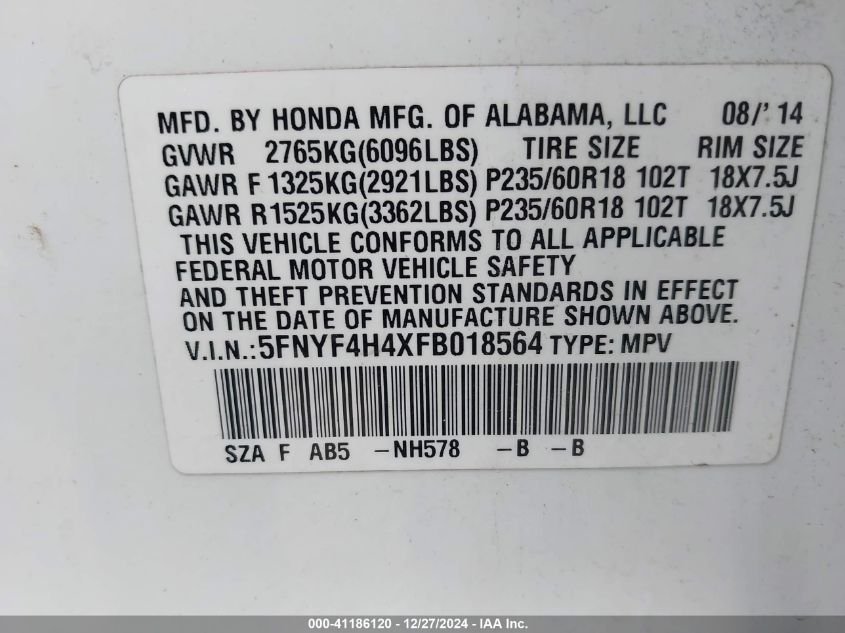 MFD. BY HONDA MFG. OF ALABAMA, LLC 08/'14
GVWR 2765KG(6096LBS) TIRE SIZE RIM SIZE
GAWR F 1325KG(2921LBS) P235/60R18 102T 18X7.5J
GAWR R1525KG(3362LBS) P235/60R18 102T 18X7.5J
THIS VEHICLE CONFORMS TO ALL APPLICABLE
FEDERAL MOTOR VEHICLE SAFETY
AND THEFT PREVENTION STANDARDS IN EFFECT
ON THE DATE OF MANUFACTURE SHOWN ABOVE.
V.I.N.:5FNYF4H4XFB018564 TYPE: MPV
SZA F AB5 -NH578 -B -B
000-41186120 - 12/27/2024 - IAA Inc.